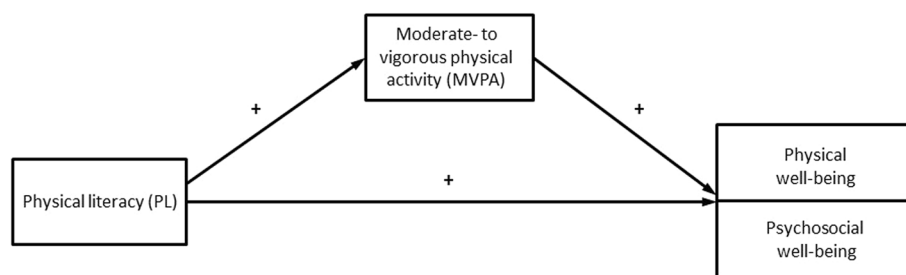 Moderate- to
vigorous physical
activity (MVPA)
+
+
Physical literacy (PL)
+
Physical
well-being
Psychosocial
well-being